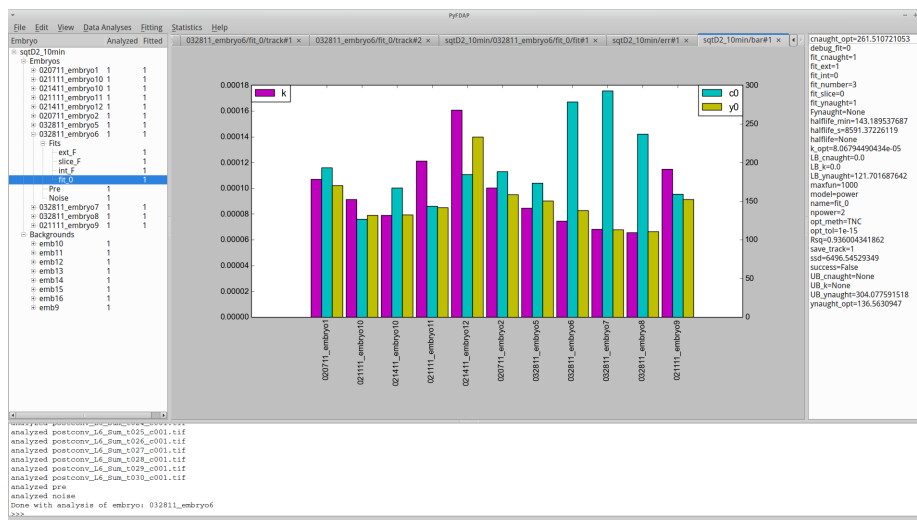 PyFDAP
File Edit View Data Analyses Fitting Statistics Help
Embryo Analyzed Fitted
sqtD2_10min
Embryos
020711_embryo1 1 1
021111_embryo10 1 1
021411_embryo10 1 1
021111_embryo11 1 1
021411_embryo12 1 1
020711_embryo2 1 1
032811_embryo5 1 1
032811_embryo6 1 1
Fits
ext_F 1
slice_F 1
int_F 1
fit_0 1
Pre 1
Noise 1
032811_embryo7 1 1
032811_embryo8 1 1
021111_embryo9 1 1
Backgrounds
emb10 1
emb11 1
emb12 1
emb13 1
emb14 1
emb15 1
emb16 1
emb9 1
032811_embryo6/fit_0/track#1 × 032811_embryo6/fit_0/track#2 × sqtD2_10min/032811_embryo6/fit_0/fit#1 × sqtD2_10min/err#1 × sqtD2_10min/bar#1 ×
k
c0
y0
0.00018
0.00016
0.00014
0.00012
0.00010
0.00008
0.00006
0.00004
0.00002
0.00000
300
250
200
150
100
50
0
020711_embryo1
021111_embryo10
021411_embryo10
021111_embryo11
021411_embryo12
020711_embryo2
032811_embryo5
032811_embryo6
032811_embryo7
032811_embryo8
021111_embryo9
cnaught_opt=261.510721053
debug_fit=0
fit_cnaught=1
fit_ext=1
fit_int=0
fit_number=3
fit_slice=0
fit_ynaught=1
Fynaught=None
halflife_min=143.189537687
halflife_s=8591.37226119
halflife=None
k_opt=8.06794490434e-05
LB_cnaught=0.0
LB_k=0.0
LB_ynaught=121.701687642
maxfun=1000
model=power
name=fit_0
npower=2
opt_meth=TNC
opt_tol=1e-15
Rsq=0.936004341862
save_track=1
ssd=6496.54529349
success=False
UB_cnaught=None
UB_k=None
UB_ynaught=304.077591518
ynaught_opt=136.5630947
analyzed postconv_L6_Sum_t024_c001.tif
analyzed postconv_L6_Sum_t025_c001.tif
analyzed postconv_L6_Sum_t026_c001.tif
analyzed postconv_L6_Sum_t027_c001.tif
analyzed postconv_L6_Sum_t028_c001.tif
analyzed postconv_L6_Sum_t029_c001.tif
analyzed postconv_L6_Sum_t030_c001.tif
analyzed pre
analyzed noise
Done with analysis of embryo: 032811_embryo6
>>>